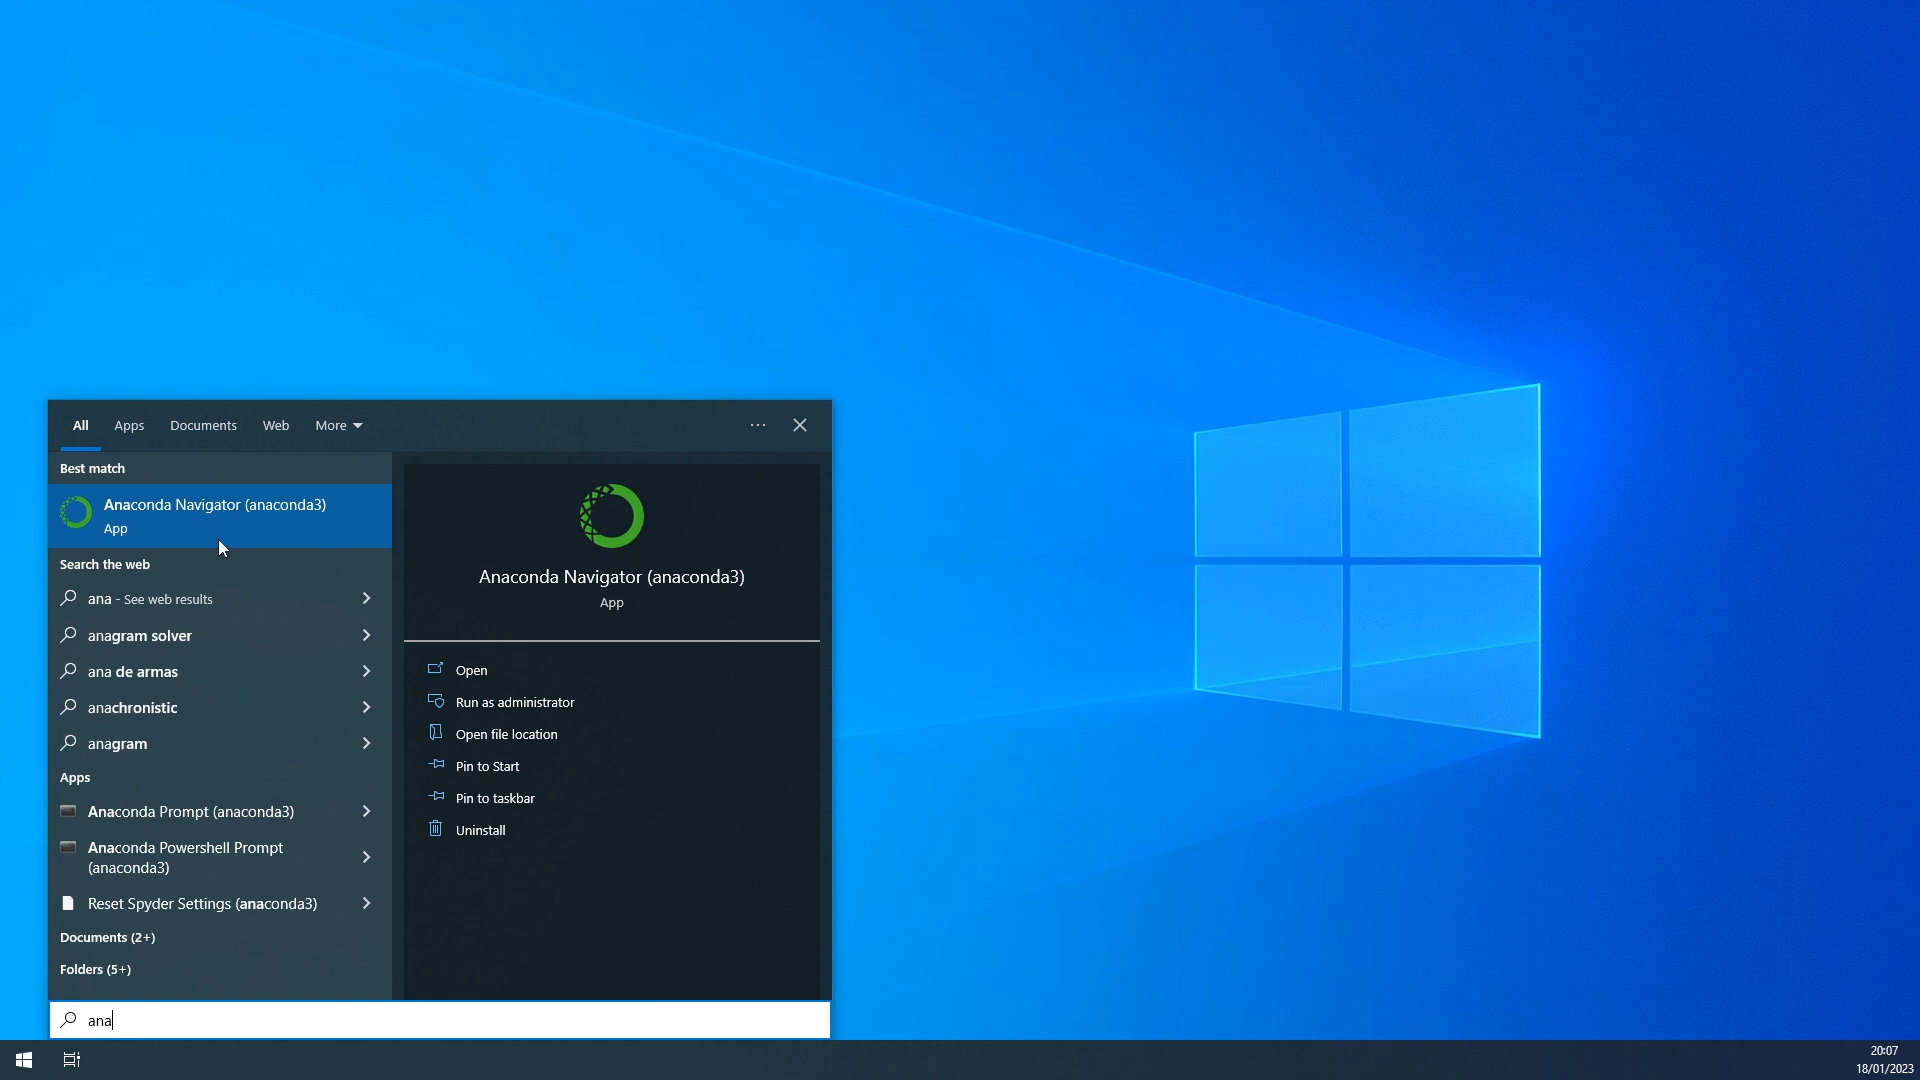 All Apps Documents Web More
Best match
Anaconda Navigator (anaconda3)
App
Search the web
ana - See web results
anagram solver
ana de armas
anachronistic
anagram
Apps
Anaconda Prompt (anaconda3)
Anaconda Powershell Prompt
(anaconda3)
Reset Spyder Settings (anaconda3)
Documents (2+)
Folders (5+)
Anaconda Navigator (anaconda3)
App
Open
Run as administrator
Open file location
Pin to Start
Pin to taskbar
Uninstall
ana
20:07
18/01/2023